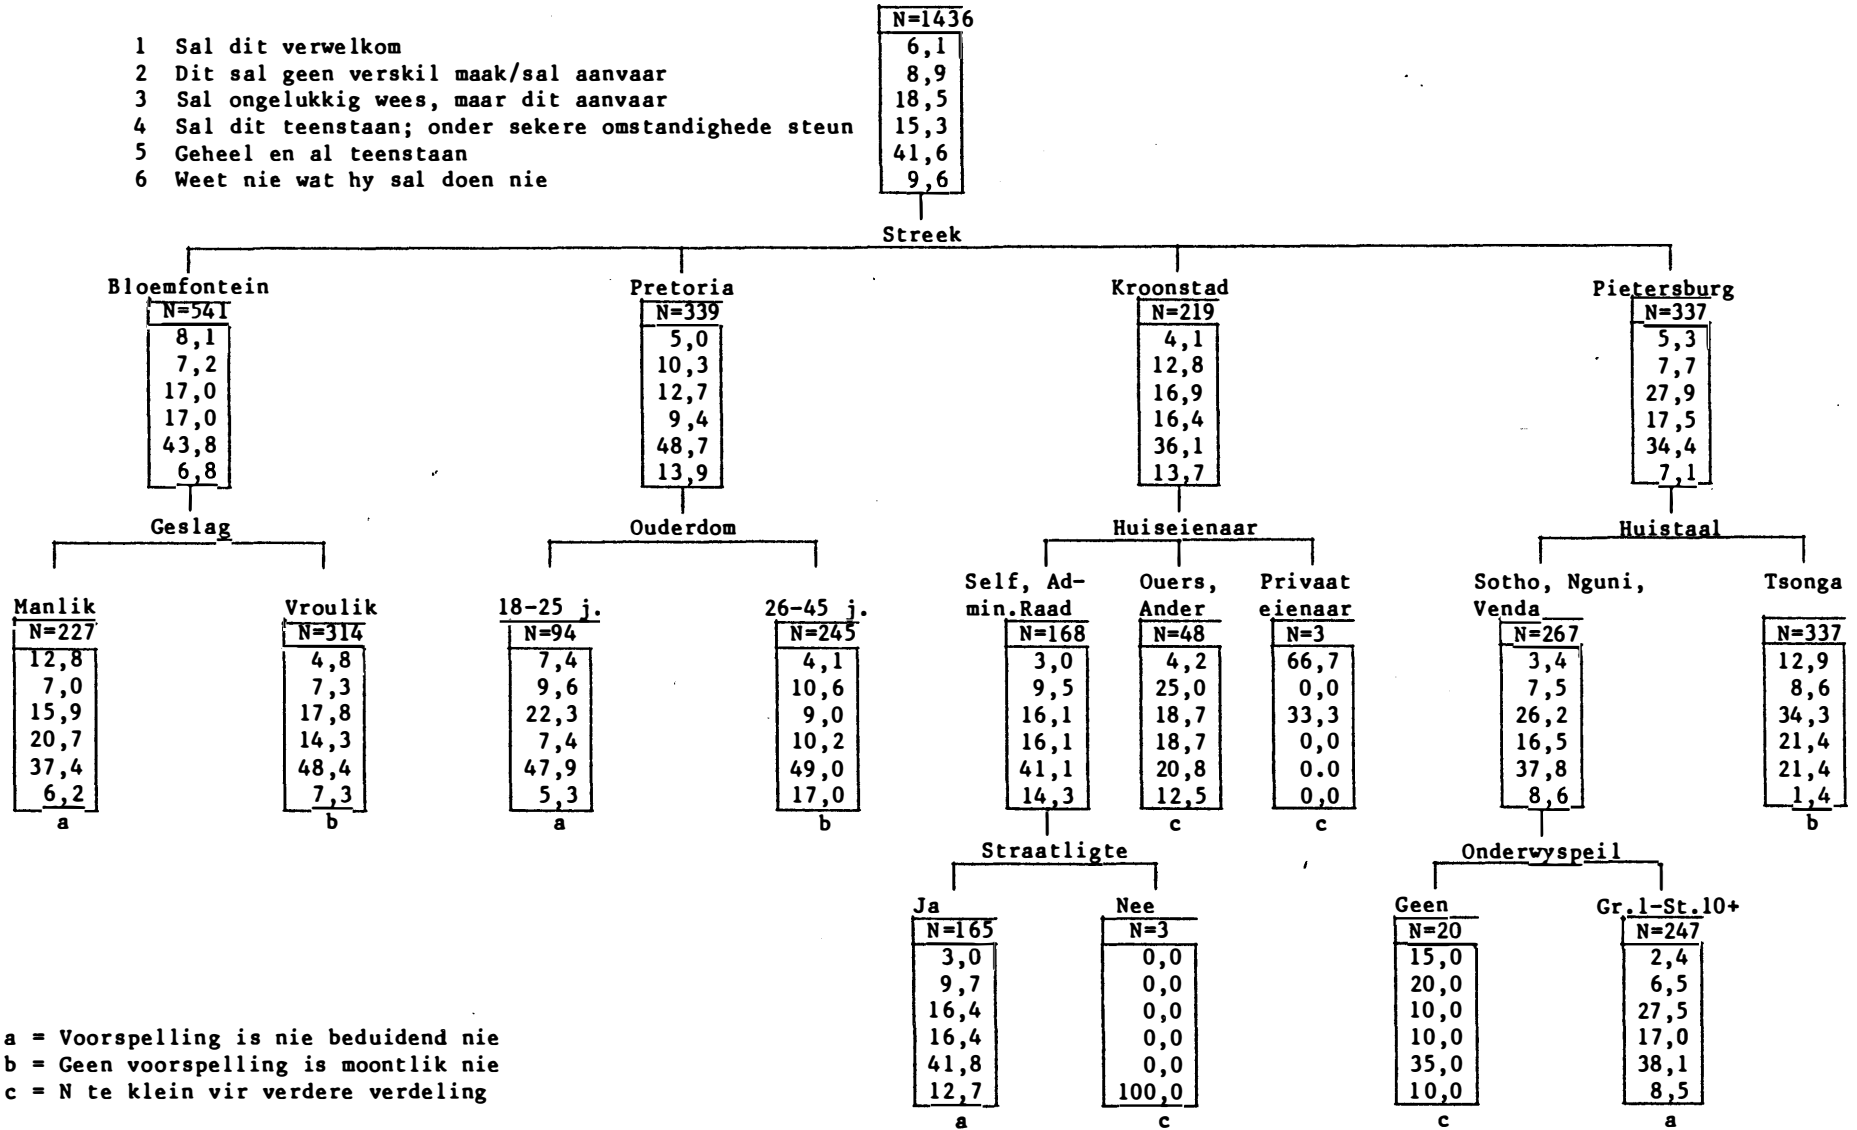 N=1436
6,1
8,9
18,5
15,3
41,6
9,6
1 Sal dit verwelkom
2 Dit sal geen verskil maak/sal aanvaar
3 Sal ongelukkig wees, maar dit aanvaar
4 Sal dit teenstaan; onder sekere omstandighede steun
5 Geheel en al teenstaan
6 Weet nie wat hy sal doen nie
Streek
Bloemfontein
N=541
8,1
7,2
17,0
17,0
43,8
6,8
Pretoria
N=339
5,0
10,3
12,7
9,4
48,7
13,9
Kroonstad
N=219
4,1
12,8
16,9
16,4
36,1
13,7
Pietersburg
N=337
5,3
7,7
27,9
17,5
34,4
7,1
Geslag
Manlik
N=227
12,8
7,0
15,9
20,7
37,4
6,2
a
Vroulik
N=314
4,8
7,3
17,8
14,3
48,4
7,3
b
Ouderdom
18-25 j.
N=94
7,4
9,6
22,3
7,4
47,9
5,3
a
26-45 j.
N=245
4,1
10,6
9,0
10,2
49,0
17,0
b
Huiseienaar
Self, Ad-
min.Raad
N=168
3,0
9,5
16,1
16,1
41,1
14,3
Ouers,
Ander
N=48
4,2
25,0
18,7
18,7
20,8
12,5
c
Privaat
eienaar
N=3
66,7
0,0
33,3
0,0
0.0
0,0
c
Huistaal
Sotho, Nguni,
Venda
N=267
3,4
7,5
26,2
16,5
37,8
8,6
Tsonga
N=337
12,9
8,6
34,3
21,4
21,4
1,4
b
Straatligte
Ja
N=165
3,0
9,7
16,4
16,4
41,8
12,7
a
Nee
N=3
0,0
0,0
0,0
0,0
0,0
100,0
c
Onderwyspeil
Geen
N=20
15,0
20,0
10,0
10,0
35,0
10,0
c
Gr.1-St.10+
N=247
2,4
6,5
27,5
17,0
38,1
8,5
a
a = Voorspelling is nie beduidend nie
b = Geen voorspelling is moontlik nie
c = N te klein vir verdere verdeling